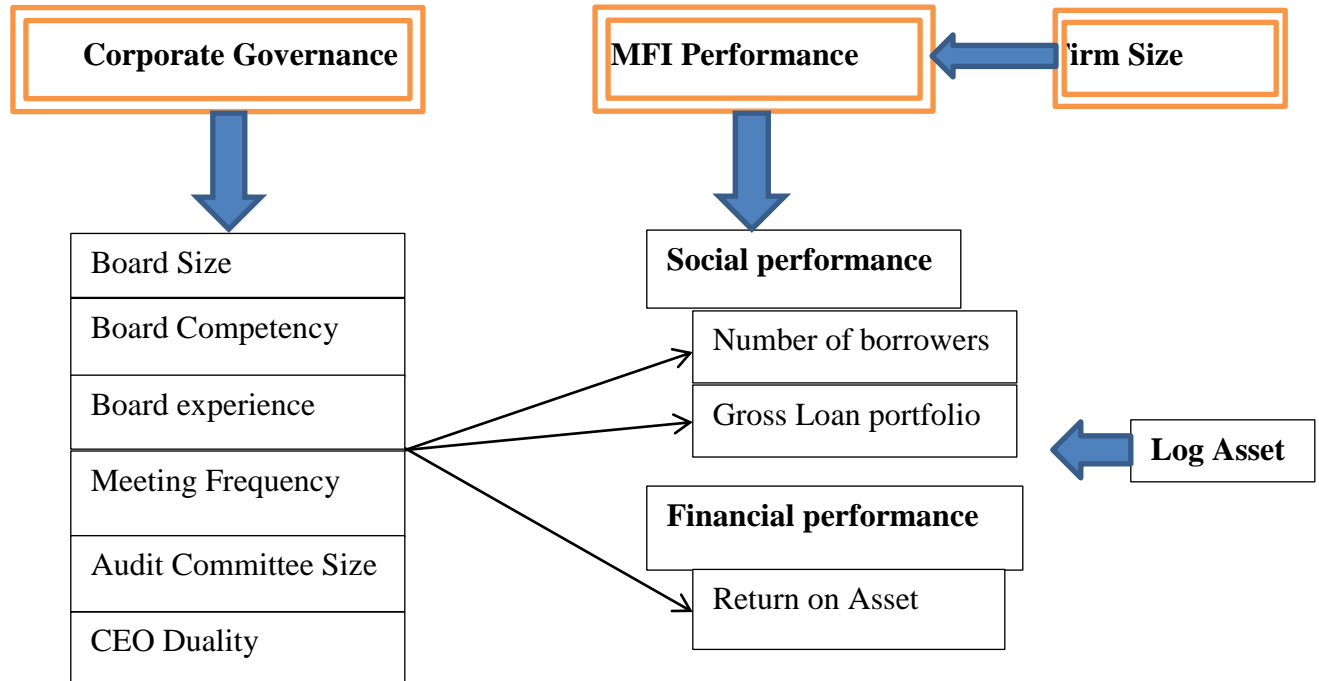 Corporate Governance
MFI Performance
irm Size
Board Size
Board Competency
Board experience
Meeting Frequency
Audit Committee Size
CEO Duality
Social performance
Number of borrowers
Gross Loan portfolio
Financial performance
Return on Asset
Log Asset